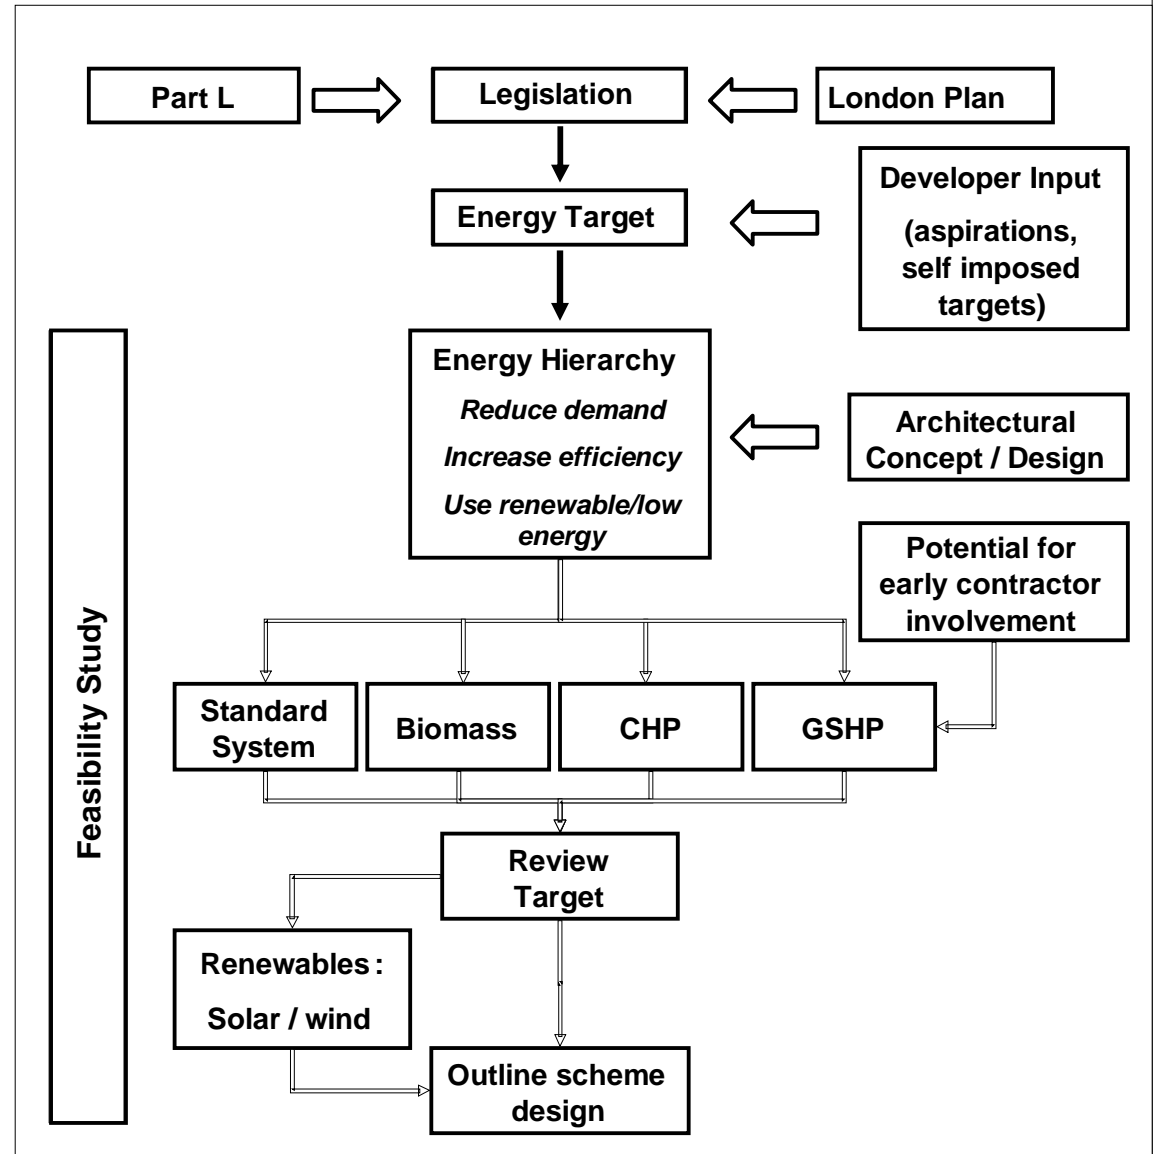 Part L
Legislation
London Plan
Energy Target
Developer Input
(aspirations,
self imposed
targets)
Energy Hierarchy
Reduce demand
Increase efficiency
Use renewable/low
energy
Architectural
Concept / Design
Potential for
early contractor
involvement
Feasibility Study
Standard
System
Biomass
CHP
GSHP
Review
Target
Renewables :
Solar / wind
Outline scheme
design